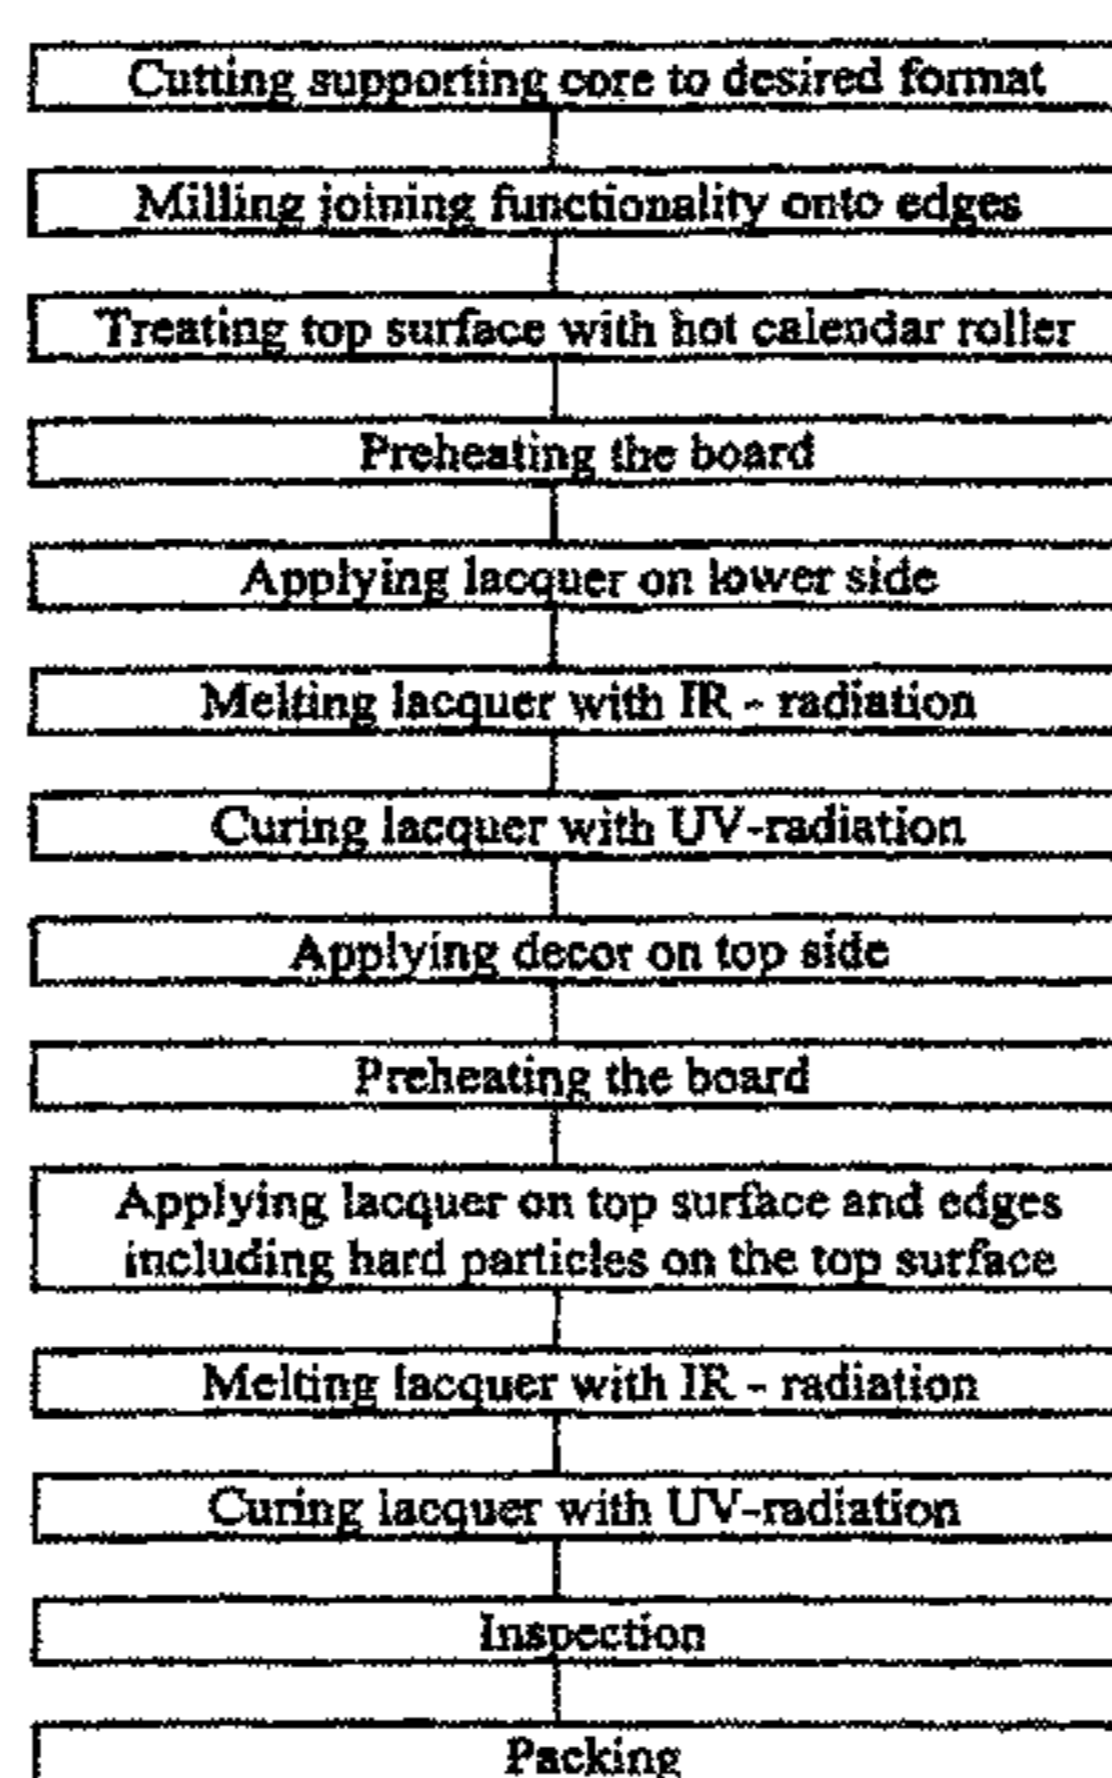 Cutting supporting core to desired format
Milling joining functionality onto edges
Treating top surface with hot calendar roller
Preheating the board
Applying lacquer on lower side
Melting lacquer with IR - radiation
Curing lacquer with UV-radiation
Applying decor on top side
Preheating the board
Applying lacquer on top surface and edges
including hard particles on the top surface
Melting lacquer with IR - radiation
Curing lacquer with UV-radiation
Inspection
Packing